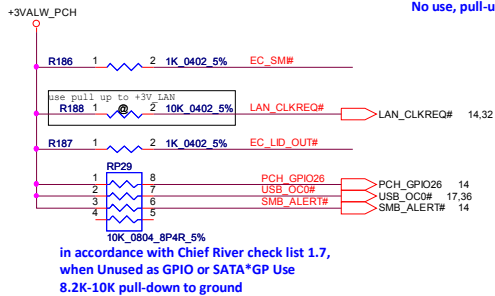 No use, pull-u
+3VALW_PCH
R186 1 2 1K_0402_5% EC_SMI#
use pull up to +3V_LAN
R188 1 @ 2 10K_0402_5% LAN_CLKREQ# LAN_CLKREQ# 14,32
R187 1 2 1K_0402_5% EC_LID_OUT#
RP29
1 8 PCH_GPIO26 PCH_GPIO26 14
2 7 USB_OC0# USB_OC0# 17,36
3 6 SMB_ALERT# SMB_ALERT# 14
4 5
10K_0804_8P4R_5%
in accordance with Chief River check list 1.7,
when Unused as GPIO or SATA*GP Use
8.2K-10K pull-down to ground